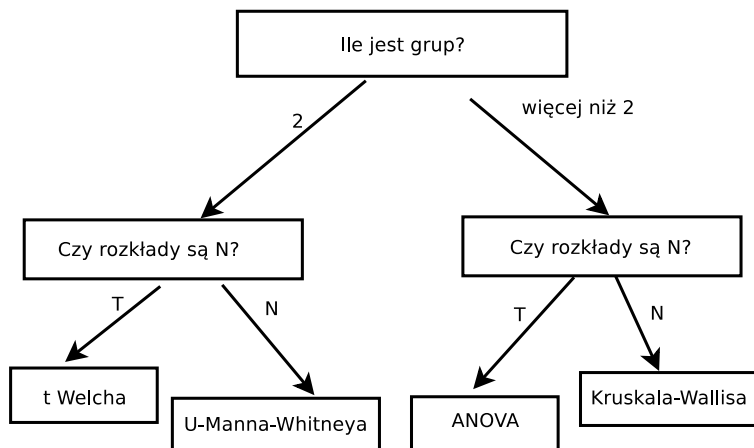 Ile jest grup?
2
więcej niż 2
Czy rozkłady są N?
Czy rozkłady są N?
T
N
T
N
t Welcha
U-Manna-Whitneya
ANOVA
Kruskala-Wallisa